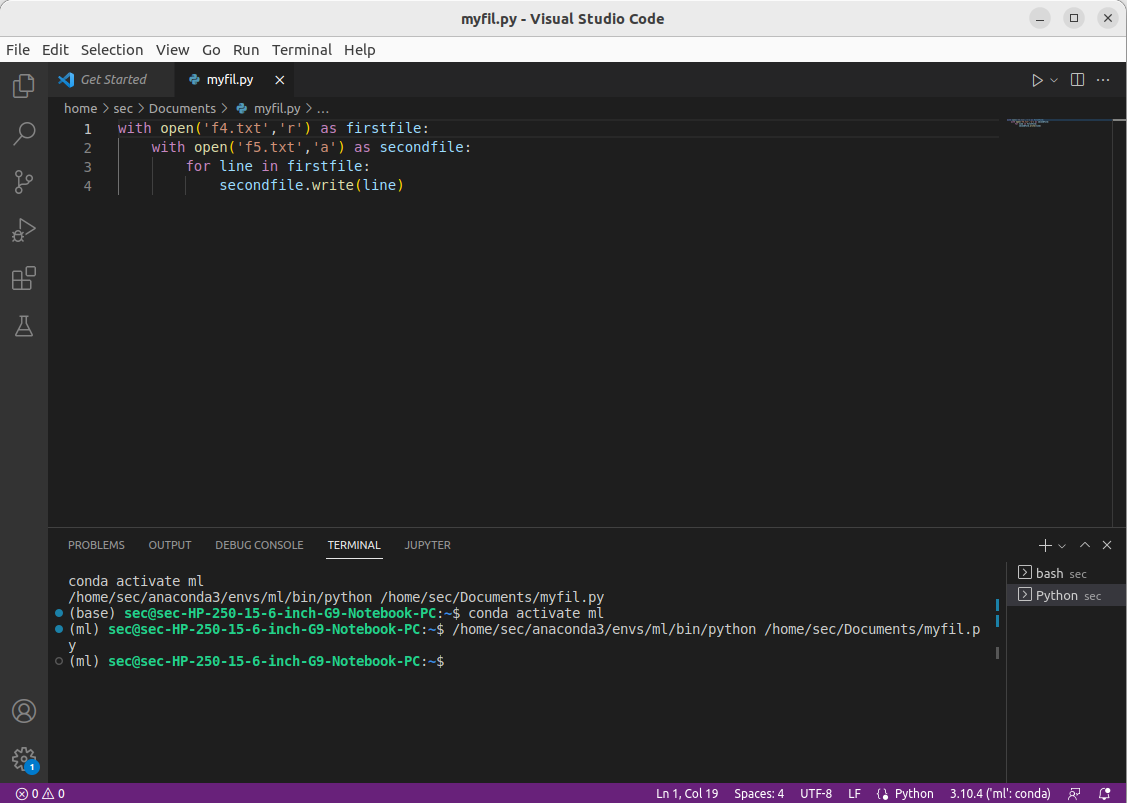 myfil.py - Visual Studio Code
File Edit Selection View Go Run Terminal Help
Get Started myfil.py
home > sec > Documents > myfil.py > ...
1 with open('f4.txt','r') as firstfile:
2 with open('f5.txt','a') as secondfile:
3 for line in firstfile:
4 secondfile.write(line)
PROBLEMS OUTPUT DEBUG CONSOLE TERMINAL JUPYTER
conda activate ml
/home/sec/anaconda3/envs/ml/bin/python /home/sec/Documents/myfil.py
(base) sec@sec-HP-250-15-6-inch-G9-Notebook-PC:~$ conda activate ml
(ml) sec@sec-HP-250-15-6-inch-G9-Notebook-PC:~$ /home/sec/anaconda3/envs/ml/bin/python /home/sec/Documents/myfil.p
y
(ml) sec@sec-HP-250-15-6-inch-G9-Notebook-PC:~$
bash sec
Python sec
1
0 0 Ln 1, Col 19 Spaces: 4 UTF-8 LF Python 3.10.4 ('ml': conda)